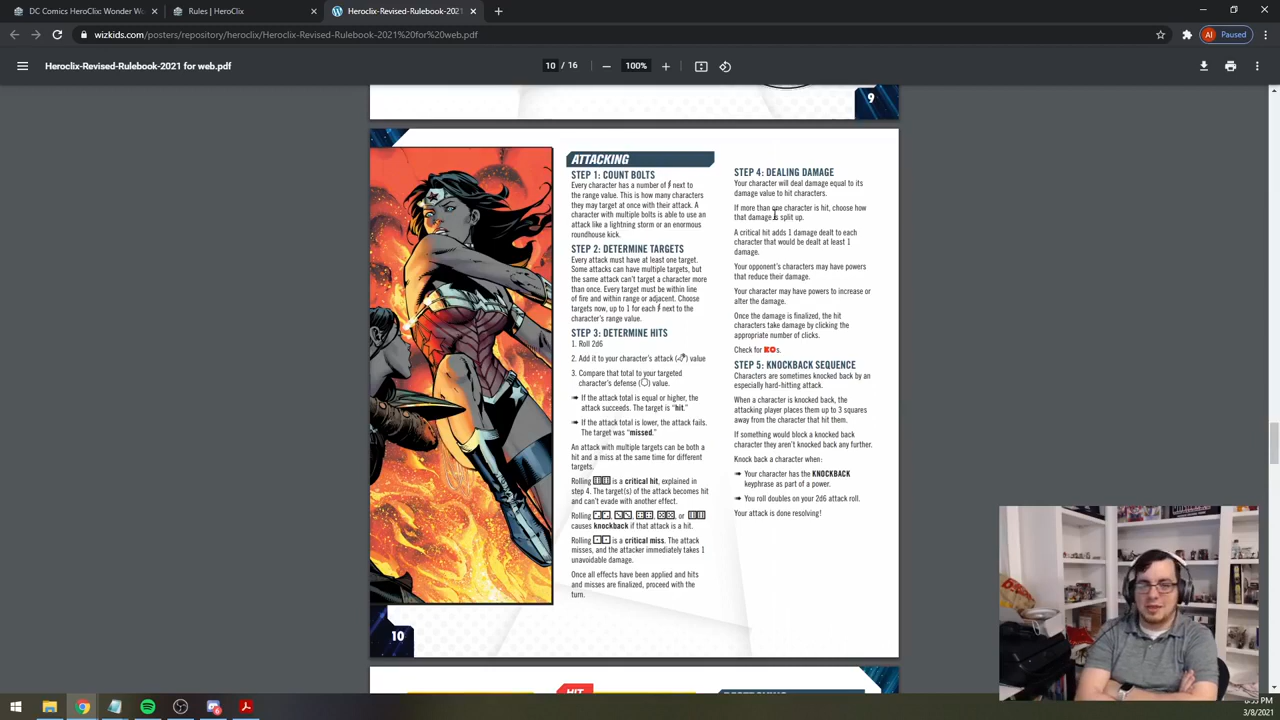 DC Comics HeroClix
Rules | HeroClix
Heroclix-Revised-Rulebook-2021
wizkids.com/posters/repository/heroclix/Heroclix-Revised-Rulebook-2021%20for%20web.pdf
Update
Heroclix-Revised-Rulebook-2021 for web.pdf
10 / 16
100%
9
ATTACKING
STEP 1: COUNT BOLTS
Every character has a number of next to
the range value. This is how many characters
they may target at once with their attack. A
character with multiple bolts is able to use an
attack like a lightning storm or an enormous
roundhouse kick.
STEP 2: DETERMINE TARGETS
Every attack must have at least one target.
Some attacks can have multiple targets, but
the same attack can't target a character more
than once. Every target must be within line
of fire and within range or adjacent. Choose
targets now, up to 1 for each next to the
character's range value.
STEP 3: DETERMINE HITS
1. Roll 2d6
2. Add it to your character's attack ( ) value
3. Compare that total to your targeted
character's defense ( ) value.
➠ If the attack total is equal or higher, the
attack succeeds. The target is "hit."
➠ If the attack total is lower, the attack fails.
The target was "missed."
An attack with multiple targets can be both a
hit and a miss at the same time for different
targets.
Rolling is a critical hit, explained in
step 4. The target(s) of the attack becomes hit
and can't evade with another effect.
Rolling , , , , or
causes knockback if that attack is a hit.
Rolling is a critical miss. The attack
misses, and the attacker immediately takes 1
unavoidable damage.
Once all effects have been applied and hits
and misses are finalized, proceed with the
turn.
STEP 4: DEALING DAMAGE
Your character will deal damage equal to its
damage value to hit characters.
If more than one character is hit, choose how
that damage is split up.
A critical hit adds 1 damage dealt to each
character that would be dealt at least 1
damage.
Your opponent's characters may have powers
that reduce their damage.
Your character may have powers to increase or
alter the damage.
Once the damage is finalized, the hit
characters take damage by clicking the
appropriate number of clicks.
Check for KOs.
STEP 5: KNOCKBACK SEQUENCE
Characters are sometimes knocked back by an
especially hard-hitting attack.
When a character is knocked back, the
attacking player places them up to 3 squares
away from the character that hit them.
If something would block a knocked back
character they aren't knocked back any further.
Knock back a character when:
➠ Your character has the KNOCKBACK
keyphrase as part of a power.
➠ You roll doubles on your 2d6 attack roll.
Your attack is done resolving!
10
HIT
3/8/2021